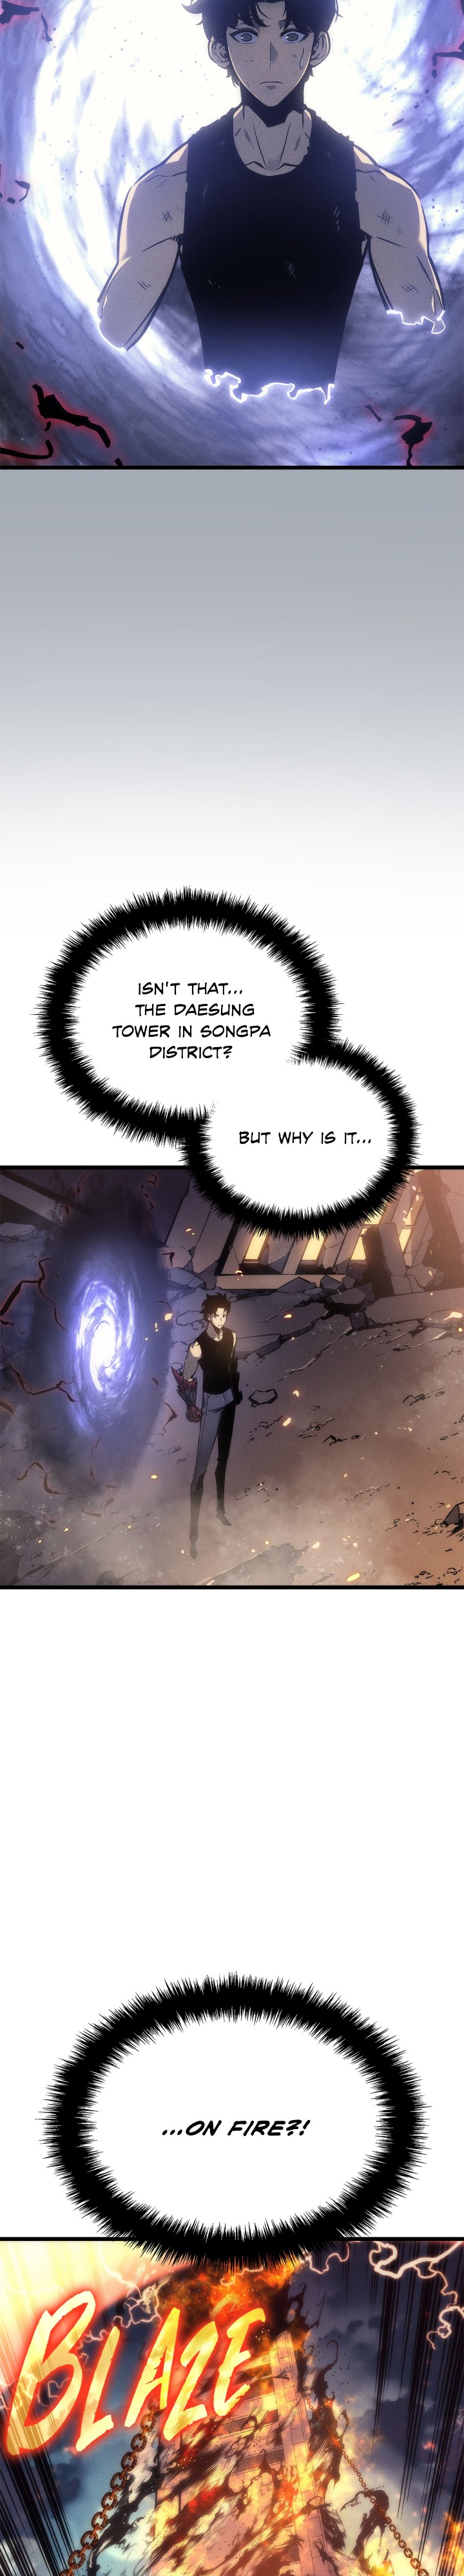 ISN'T THAT...
THE DAESUNG
TOWER IN SONGPA
DISTRICT?
BUT WHY IS IT...
...ON FIRE?!
BLAZE